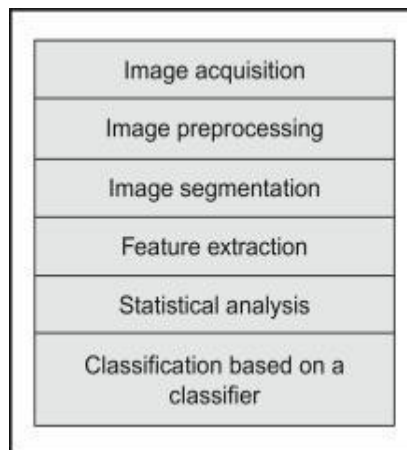 Image acquisition
Image preprocessing
Image segmentation
Feature extraction
Statistical analysis
Classification based on a
classifier